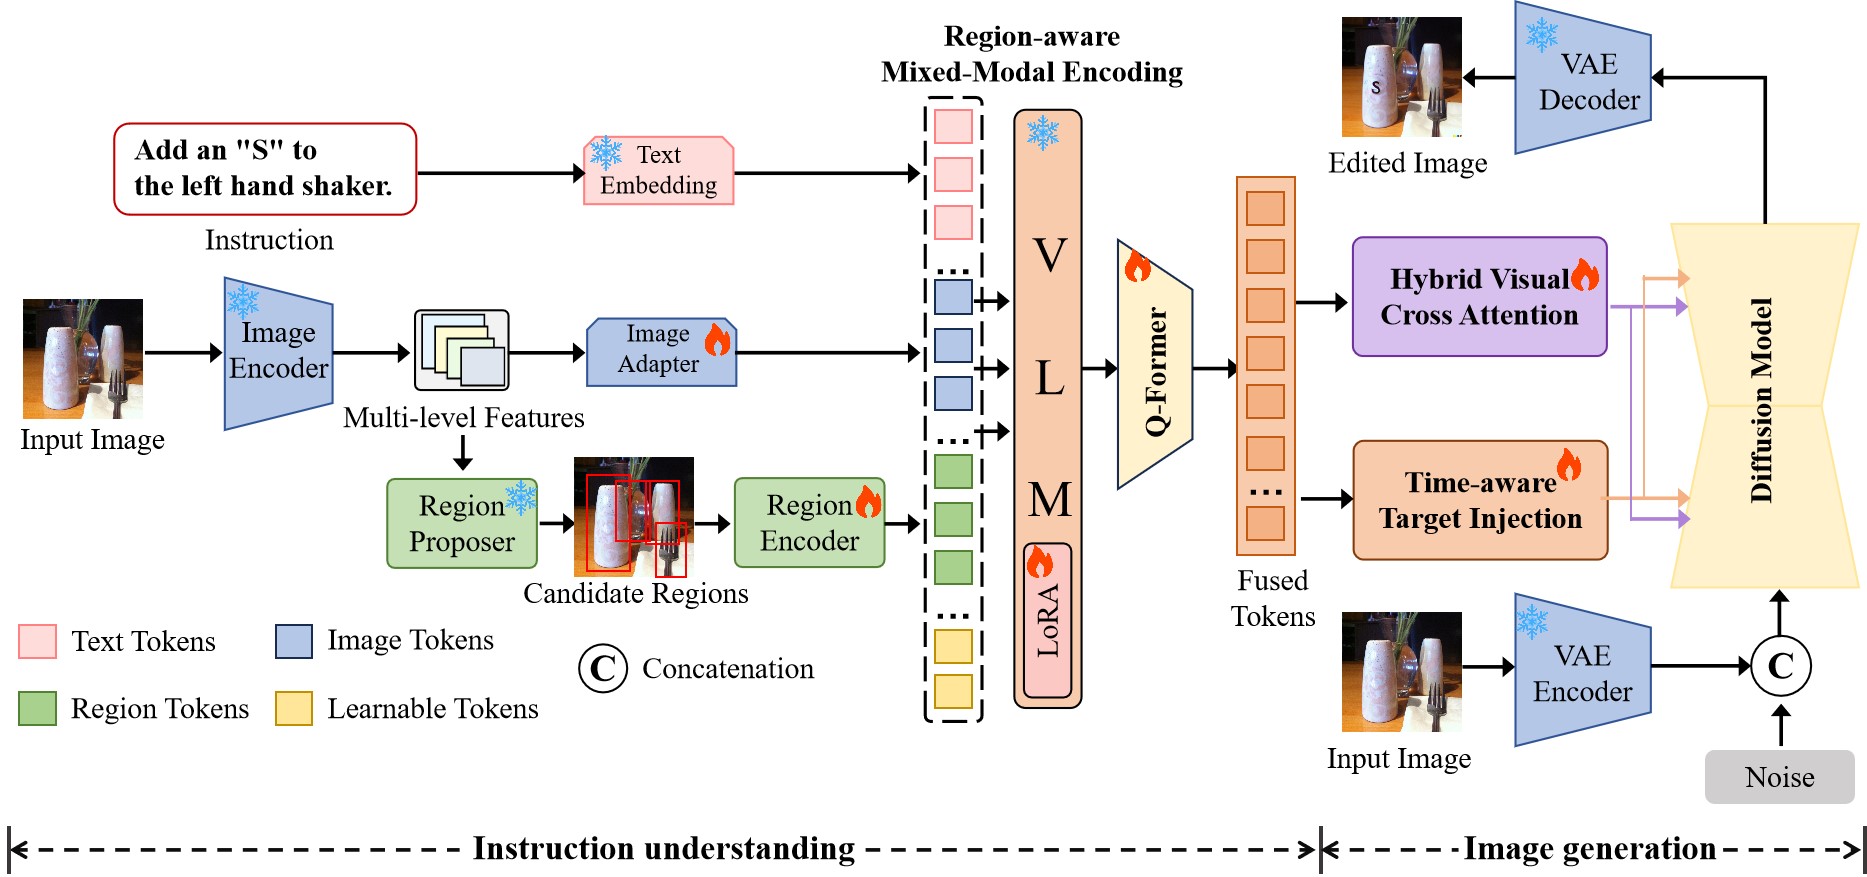 Region-aware
Mixed-Modal Encoding
Add an "S" to
the left hand shaker.
Instruction
Text
Embedding
Image
Encoder
Input Image
Multi-level Features
Image
Adapter
Region
Proposer
Candidate Regions
Region
Encoder
...
...
...
V
L
M
LoRA
Q-Former
...
Fused
Tokens
S
Edited Image
VAE
Decoder
Hybrid Visual
Cross Attention
Time-aware
Target Injection
Diffusion Model
Input Image
VAE
Encoder
C
Noise
Text Tokens
Image Tokens
Region Tokens
Learnable Tokens
C
Concatenation
Instruction understanding
Image generation